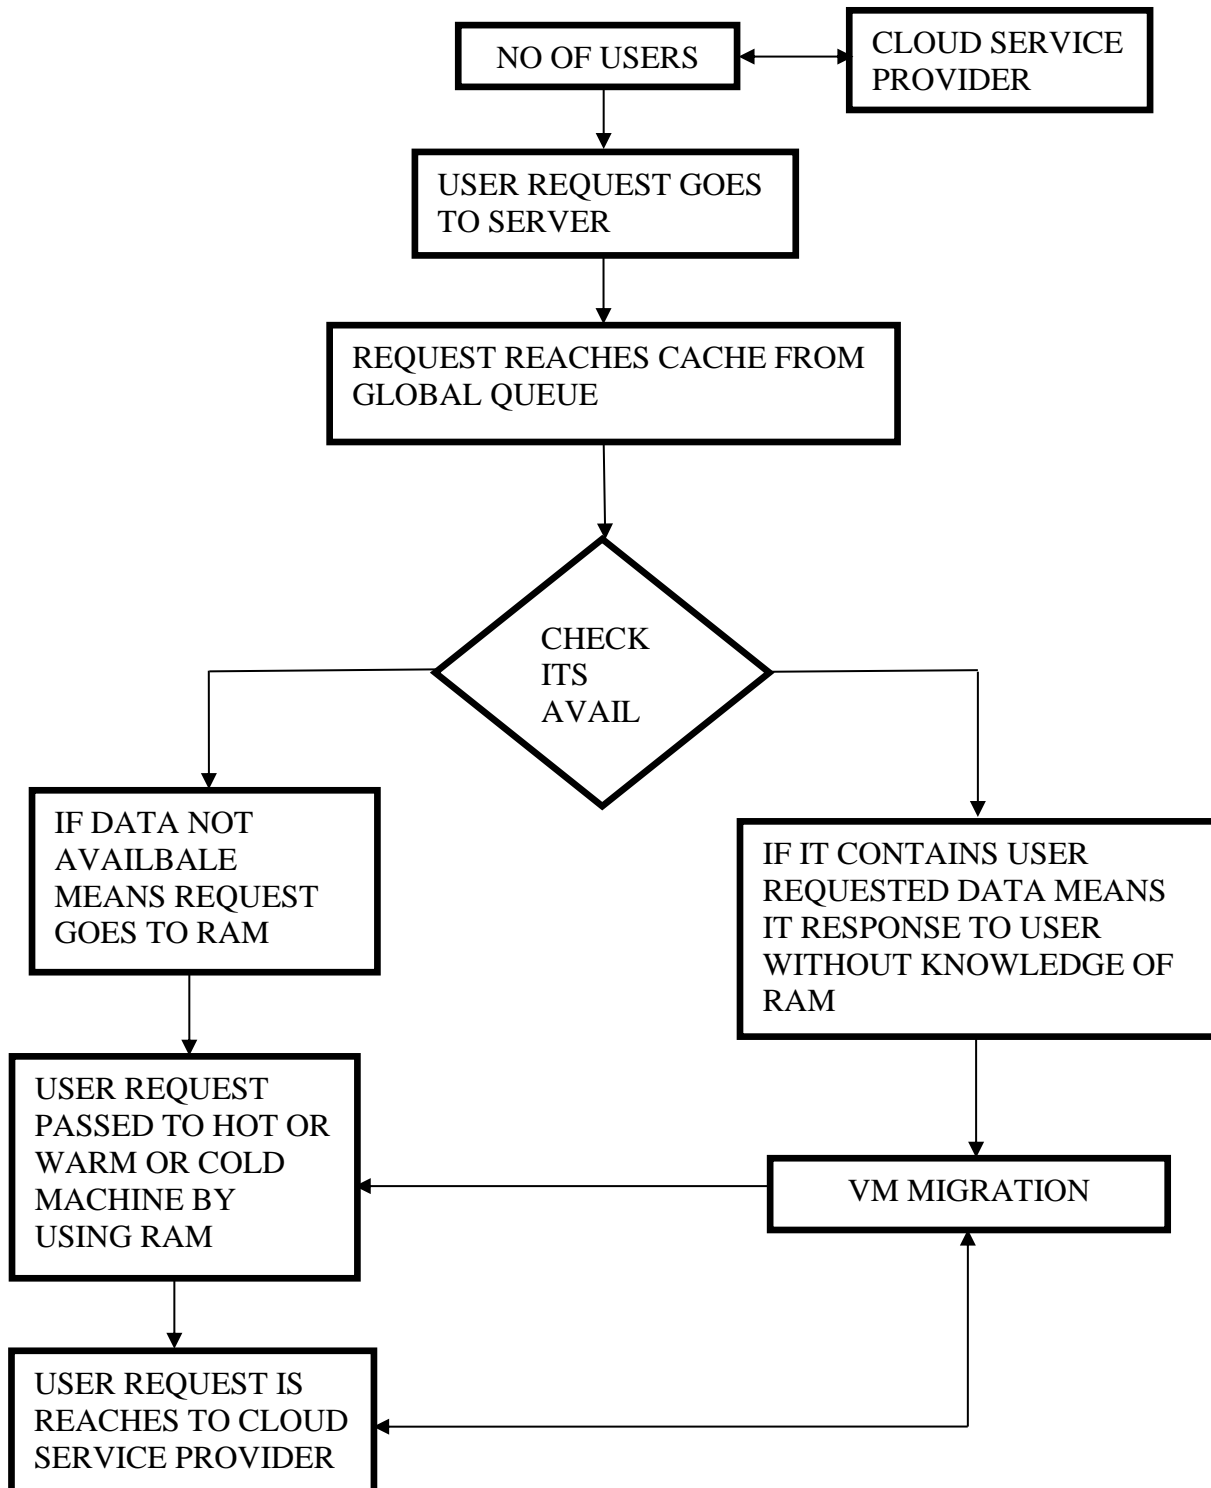 NO OF USERS
CLOUD SERVICE
PROVIDER
USER REQUEST GOES
TO SERVER
REQUEST REACHES CACHE FROM
GLOBAL QUEUE
CHECK
ITS
AVAIL
IF DATA NOT
AVAILBALE
MEANS REQUEST
GOES TO RAM
IF IT CONTAINS USER
REQUESTED DATA MEANS
IT RESPONSE TO USER
WITHOUT KNOWLEDGE OF
RAM
USER REQUEST
PASSED TO HOT OR
WARM OR COLD
MACHINE BY
USING RAM
VM MIGRATION
USER REQUEST IS
REACHES TO CLOUD
SERVICE PROVIDER